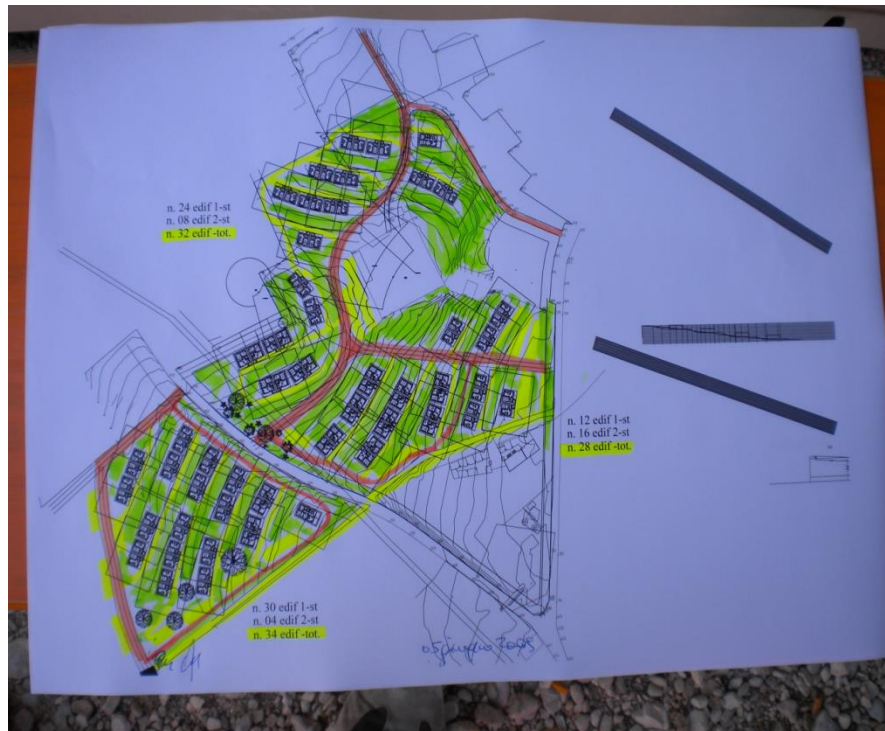 n. 24 edif 1-st
n. 08 edif 2-st
n. 32 edif -tot.
n. 12 edif 1-st
n. 16 edif 2-st
n. 28 edif -tot.
n. 30 edif 1-st
n. 04 edif 2-st
n. 34 edif -tot.